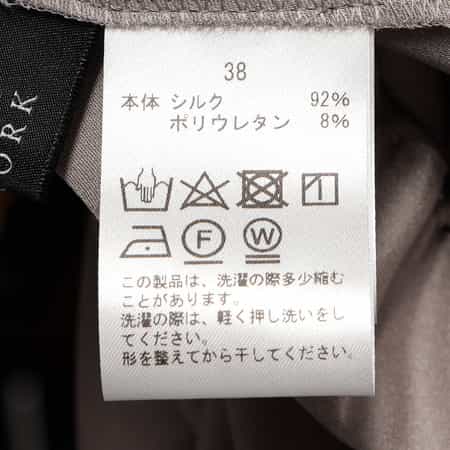 38
本体 シルク 92%
ポリウレタン 8%
F W
この製品は、洗濯の際多少縮む
ことがあります。
洗濯の際は、軽く押し洗いをし
てください。
形を整えてから干してください。
ORK